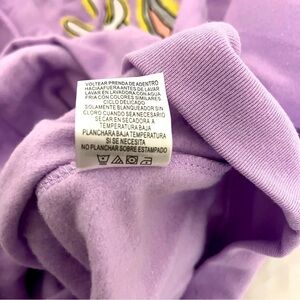 VOLTEAR PRENDA DE ADENTRO
HACIA FUERA ANTES DE LAVAR
LAVAR EN LAVADORA CON AGUA
FRIA CON COLORES SIMILARES
CICLO DELICADO
SOLAMENTE BLANQUEADOR SIN
CLORO CUANDO SEA NECESARIO
SECAR EN SECADORA A
TEMPERATURA BAJA
PLANCHAR A BAJA TEMPERATURA
SI SE NECESITA
NO PLANCHAR SOBRE ESTAMPADO